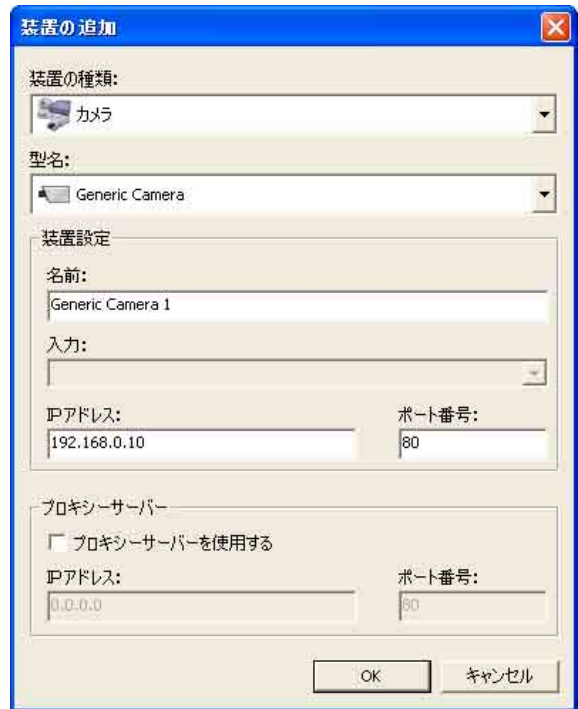 装置の追加
装置の種類:
カメラ
型名:
Generic Camera
装置設定
名前:
Generic Camera 1
入力:
IPアドレス: ポート番号:
192.168.0.10 80
プロキシーサーバー
プロキシーサーバーを使用する
IPアドレス: ポート番号:
0.0.0.0 80
OK キャンセル